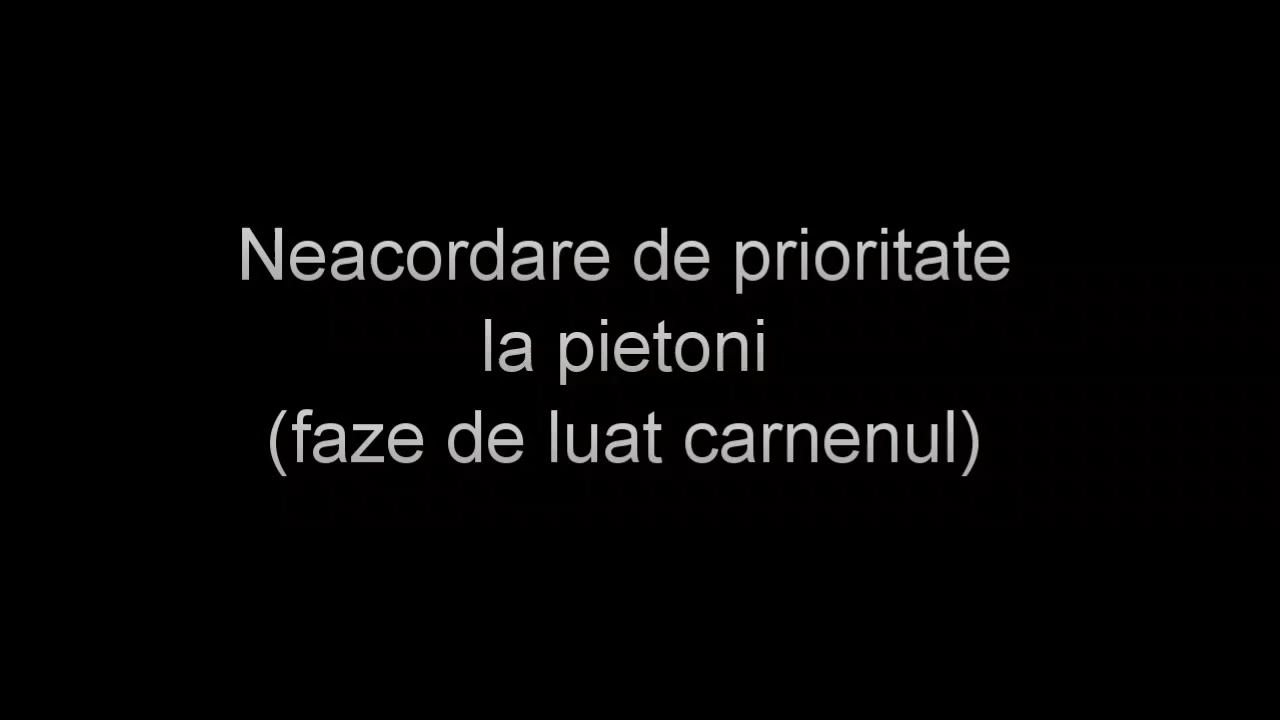 Neacordare de prioritate
la pietoni
(faze de luat carnenul)